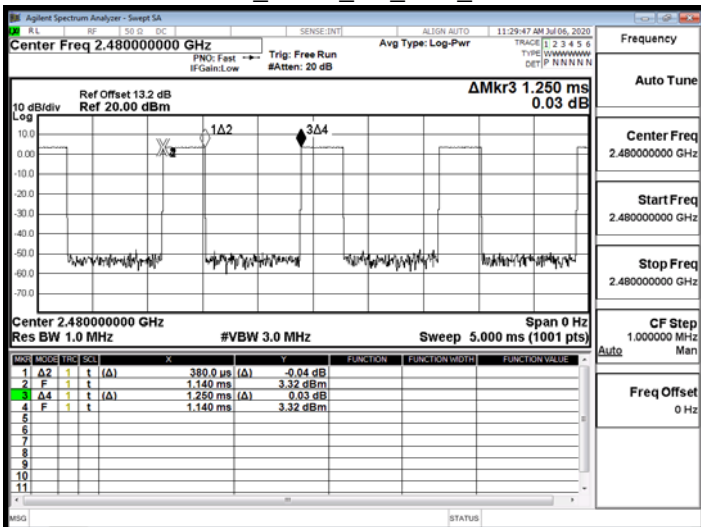 Agilent Spectrum Analyzer - Swept SA
RL RF 50 Ω DC SENSE:INT ALIGN AUTO 11:29:47 AM Jul 06, 2020
Center Freq 2.480000000 GHz
PNO: Fast
IFGain:Low
Trig: Free Run
#Atten: 20 dB
Avg Type: Log-Pwr
TRACE 1 2 3 4 5 6
TYPE WWWWWW
DET P N N N N N
Ref Offset 13.2 dB
10 dB/div Ref 20.00 dBm
Log
ΔMkr3 1.250 ms
0.03 dB
10.0
0.00
-10.0
-20.0
-30.0
-40.0
-50.0
-60.0
-70.0
1Δ2
3Δ4
Center 2.480000000 GHz Span 0 Hz
Res BW 1.0 MHz #VBW 3.0 MHz Sweep 5.000 ms (1001 pts)
MKR MODE TRC SCL X Y FUNCTION FUNCTION WIDTH FUNCTION VALUE
1 Δ2 1 t (Δ) 380.0 µs (Δ) -0.04 dB
2 F 1 t 1.140 ms 3.32 dBm
3 Δ4 1 t (Δ) 1.250 ms (Δ) 0.03 dB
4 F 1 t 1.140 ms 3.32 dBm
5
6
7
8
9
10
11
MSG STATUS
Frequency
Auto Tune
Center Freq
2.480000000 GHz
Start Freq
2.480000000 GHz
Stop Freq
2.480000000 GHz
CF Step
1.000000 MHz
Auto Man
Freq Offset
0 Hz